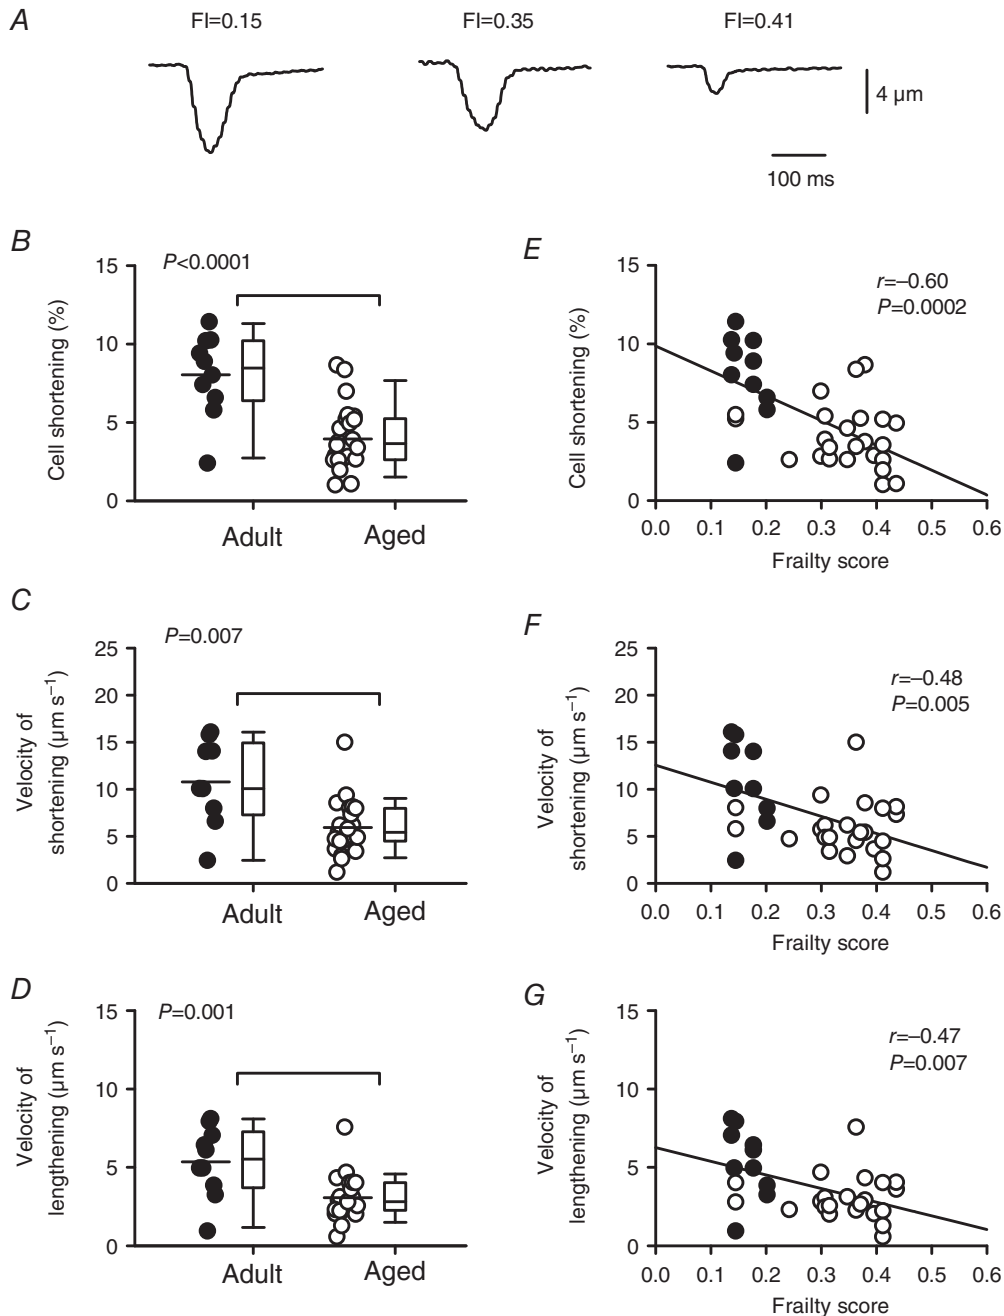 A
FI=0.15
FI=0.35
FI=0.41
4 µm
100 ms
B
P<0.0001
15
10
5
0
Cell shortening (%)
Adult
Aged
E
r=–0.60
P=0.0002
15
10
5
0
Cell shortening (%)
0.0 0.1 0.2 0.3 0.4 0.5 0.6
Frailty score
C
P=0.007
25
20
15
10
5
0
Velocity of
shortening (µm s⁻¹)
Adult
Aged
F
r=–0.48
P=0.005
25
20
15
10
5
0
Velocity of
shortening (µm s⁻¹)
0.0 0.1 0.2 0.3 0.4 0.5 0.6
Frailty score
D
P=0.001
15
10
5
0
Velocity of
lengthening (µm s⁻¹)
Adult
Aged
G
r=–0.47
P=0.007
15
10
5
0
Velocity of
lengthening (µm s⁻¹)
0.0 0.1 0.2 0.3 0.4 0.5 0.6
Frailty score